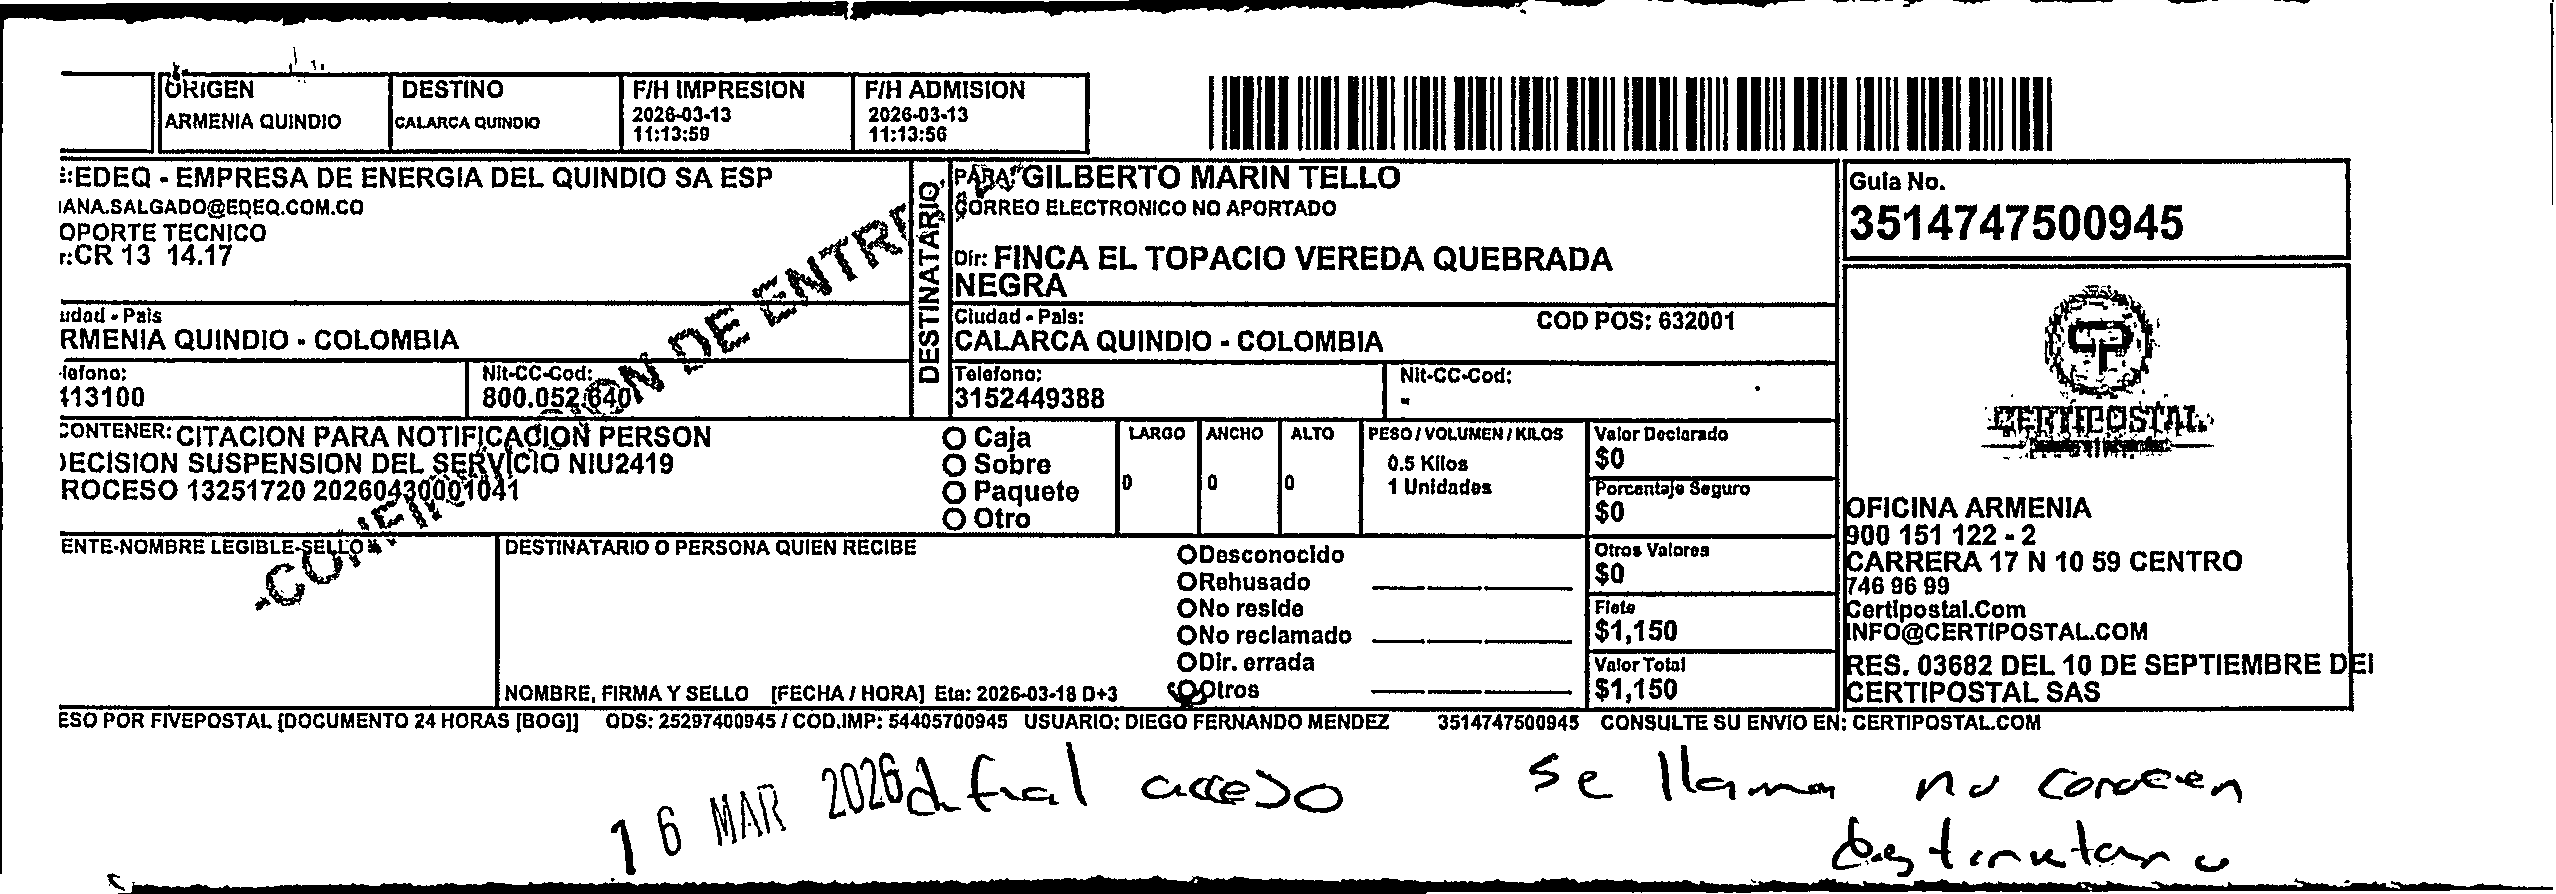 ORIGEN
ARMENIA QUINDIO
DESTINO
CALARCA QUINDIO
F/H IMPRESION
2026-03-13
11:13:59
F/H ADMISION
2026-03-13
11:13:56
EDEQ - EMPRESA DE ENERGIA DEL QUINDIO SA ESP
IANA.SALGADO@EDEQ.COM.CO
OPORTE TECNICO
r:CR 13 14.17
udad - Pais
RMENIA QUINDIO - COLOMBIA
lefono:
413100
Nit-CC-Cod:
800.052.640
DESTINATARIO
PARA: GILBERTO MARIN TELLO
CORREO ELECTRONICO NO APORTADO
Dir: FINCA EL TOPACIO VEREDA QUEBRADA
NEGRA
Ciudad - Pais:
COD POS: 632001
CALARCA QUINDIO - COLOMBIA
Telefono:
3152449388
Nit-CC-Cod:
-
Guia No.
3514747500945
CERTIPOSTAL
CONTENER: CITACION PARA NOTIFICACION PERSON
DECISION SUSPENSION DEL SERVICIO NIU2419
ROCESO 13251720 20260430001041
O Caja
O Sobre
O Paquete
O Otro
LARGO
0
ANCHO
0
ALTO
0
PESO / VOLUMEN / KILOS
0.5 Kilos
1 Unidades
Valor Declarado
$0
Porcentaje Seguro
$0
Otros Valores
$0
Flete
$1,150
Valor Total
$1,150
ENTE-NOMBRE LEGIBLE-SELLO
DESTINATARIO O PERSONA QUIEN RECIBE
O Desconocido
O Rehusado
O No reside
O No reclamado
O Dir. errada
O Otros
NOMBRE, FIRMA Y SELLO [FECHA / HORA] Eta: 2026-03-18 D+3
OFICINA ARMENIA
900 151 122 - 2
CARRERA 17 N 10 59 CENTRO
746 96 99
Certipostal.Com
INFO@CERTIPOSTAL.COM
RES. 03682 DEL 10 DE SEPTIEMBRE DEI
CERTIPOSTAL SAS
ESO POR FIVEPOSTAL [DOCUMENTO 24 HORAS [BOG]] ODS: 25297400945 / COD.IMP: 54405700945 USUARIO: DIEGO FERNANDO MENDEZ 3514747500945 CONSULTE SU ENVIO EN: CERTIPOSTAL.COM
16 MAR 2026
acceso
se llama no conocen
destinatario